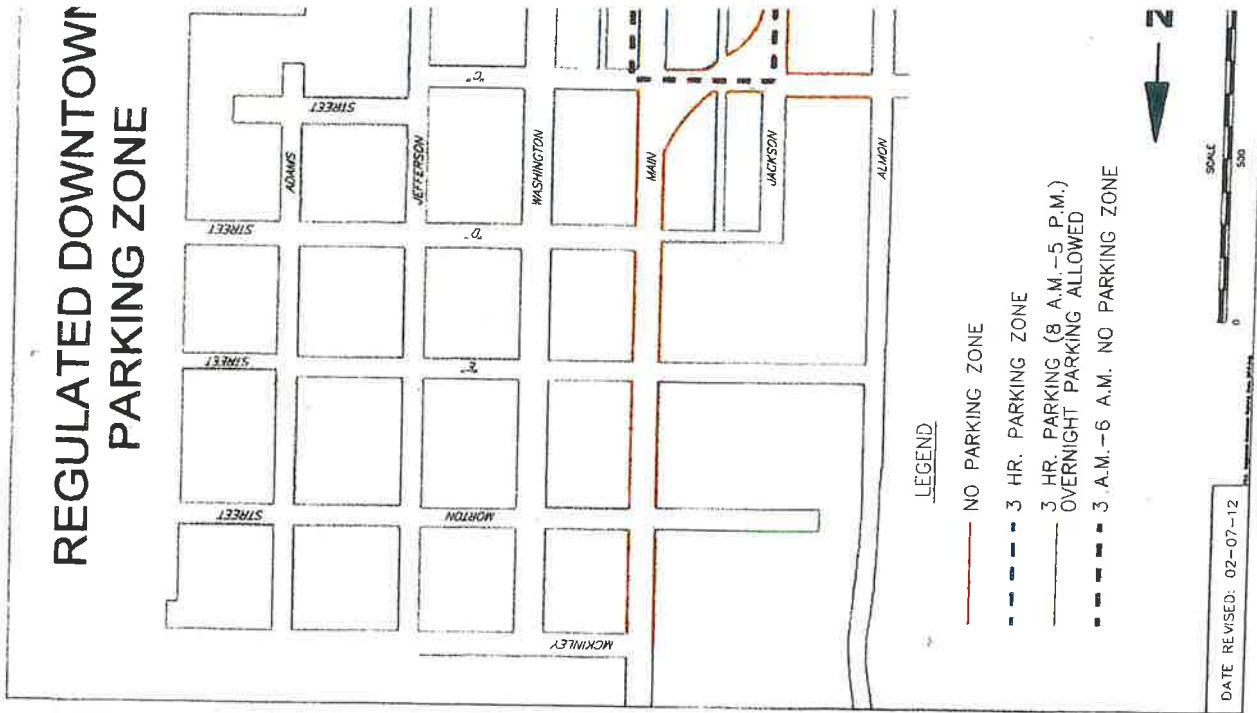 REGULATED DOWNTOWN
PARKING ZONE
STREET
"C"
ADAMS
JEFFERSON
WASHINGTON
MAIN
JACKSON
ALMON
STREET
"D"
STREET
"E"
STREET
MORTON
MCKINLEY
N
SCALE
0
500
LEGEND
NO PARKING ZONE
3 HR. PARKING ZONE
3 HR. PARKING (8 A.M.-5 P.M.)
OVERNIGHT PARKING ALLOWED
3 A.M.-6 A.M. NO PARKING ZONE
DATE REVISED: 02-07-12